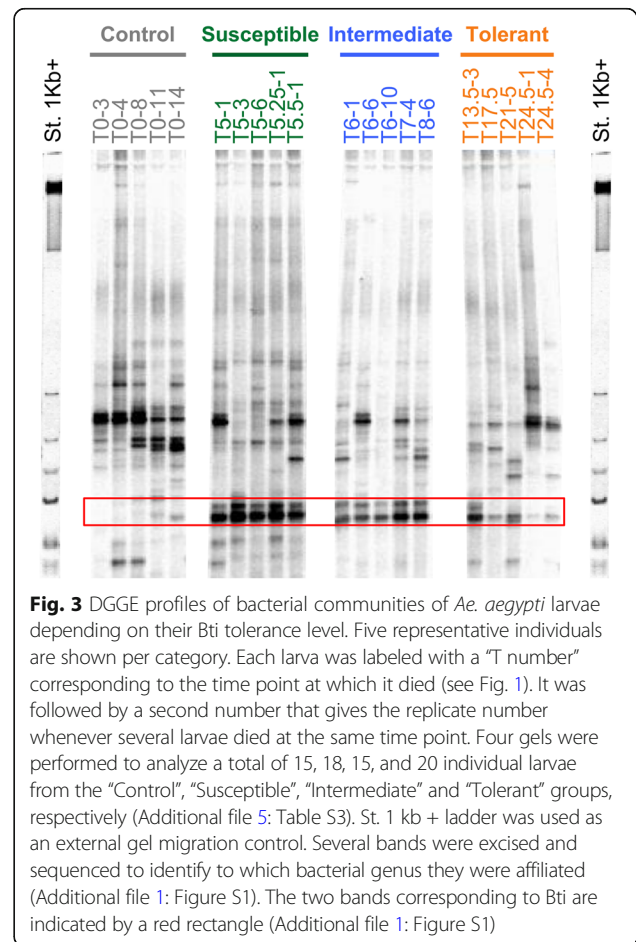 Control Susceptible Intermediate Tolerant
St. 1Kb+ T0-3 T0-4 T0-8 T0-11 T0-14 T5-1 T5-3 T5-6 T5.25-1 T5.5-1 T6-1 T6-6 T6-10 T7-4 T8-6 T13.5-3 T17.5 T21-5 T24.5-1 T24.5-4 St. 1Kb+
Fig. 3 DGGE profiles of bacterial communities of Ae. aegypti larvae
depending on their Bti tolerance level. Five representative individuals
are shown per category. Each larva was labeled with a “T number”
corresponding to the time point at which it died (see Fig. 1). It was
followed by a second number that gives the replicate number
whenever several larvae died at the same time point. Four gels were
performed to analyze a total of 15, 18, 15, and 20 individual larvae
from the “Control”, “Susceptible”, “Intermediate” and “Tolerant” groups,
respectively (Additional file 5: Table S3). St. 1 kb + ladder was used as
an external gel migration control. Several bands were excised and
sequenced to identify to which bacterial genus they were affiliated
(Additional file 1: Figure S1). The two bands corresponding to Bti are
indicated by a red rectangle (Additional file 1: Figure S1)